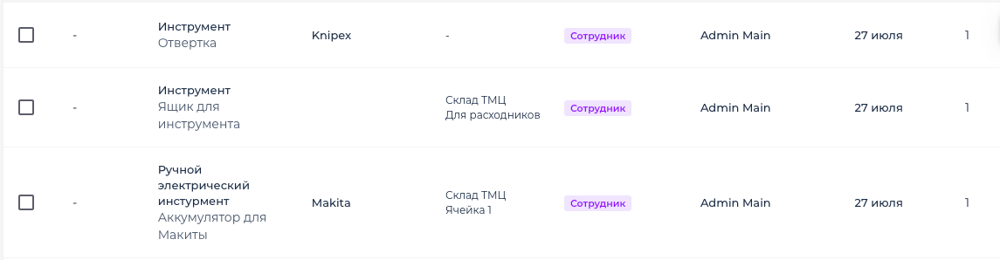 -
Инструмент
Отвертка
Knipex
-
Сотрудник
Admin Main
27 июля
1
-
Инструмент
Ящик для
инструмента
Склад ТМЦ
Для расходников
Сотрудник
Admin Main
27 июля
1
-
Ручной
электрический
инстурмент
Аккумулятор для
Макиты
Makita
Склад ТМЦ
Ячейка 1
Сотрудник
Admin Main
27 июля
1